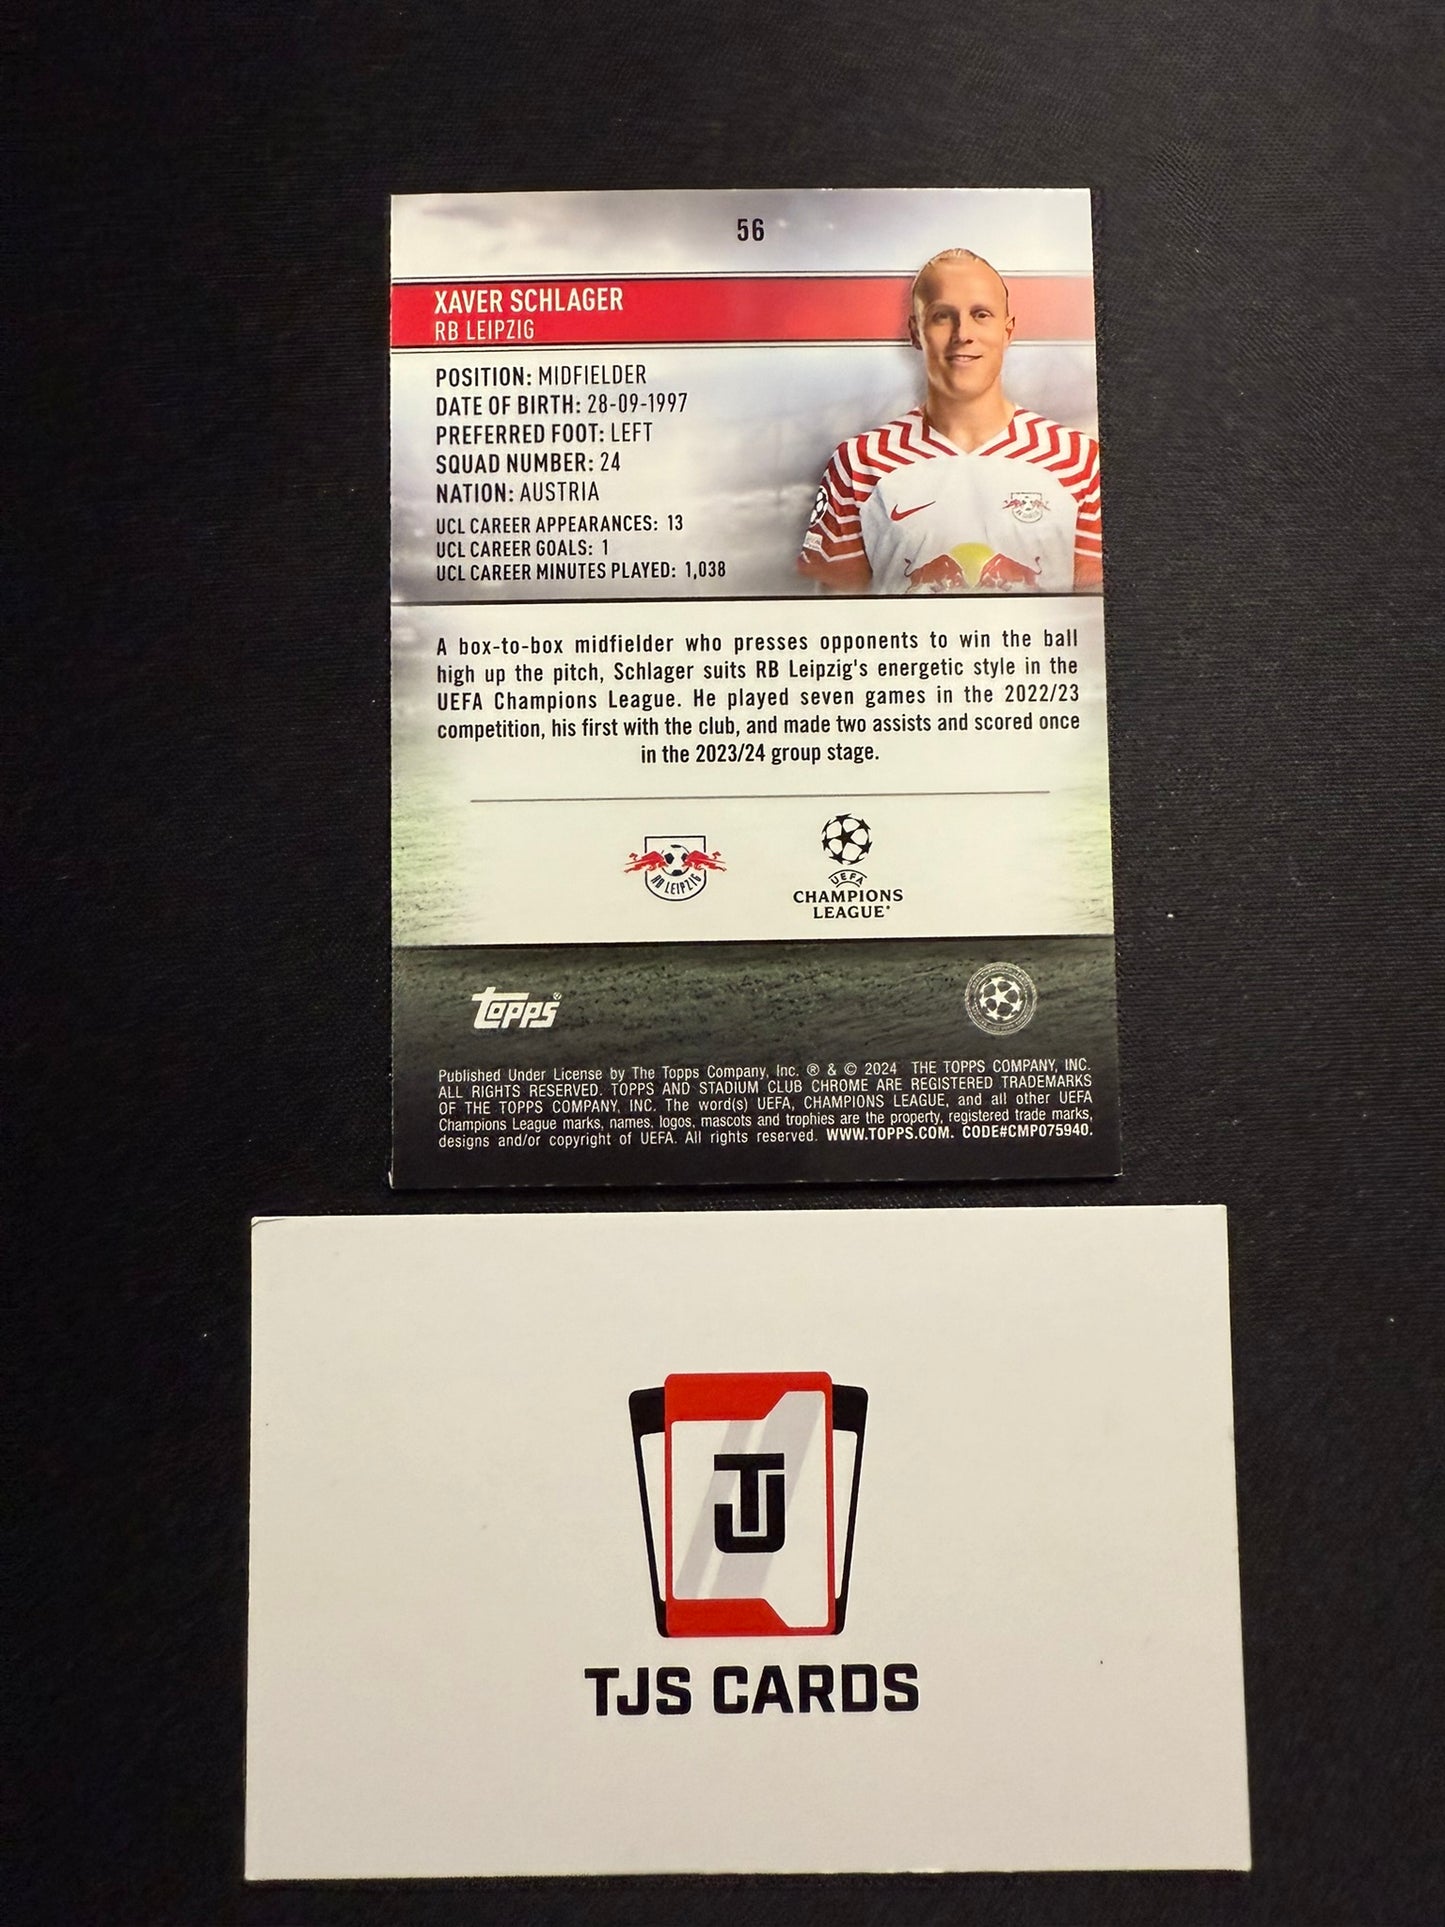 56
XAVER SCHLAGER
RB LEIPZIG
POSITION: MIDFIELDER
DATE OF BIRTH: 28-09-1997
PREFERRED FOOT: LEFT
SQUAD NUMBER: 24
NATION: AUSTRIA
UCL CAREER APPEARANCES: 13
UCL CAREER GOALS: 1
UCL CAREER MINUTES PLAYED: 1,038
A box-to-box midfielder who presses opponents to win the ball
high up the pitch, Schlager suits RB Leipzig's energetic style in the
UEFA Champions League. He played seven games in the 2022/23
competition, his first with the club, and made two assists and scored once
in the 2023/24 group stage.
RB LEIPZIG
UEFA
CHAMPIONS
LEAGUE®
topps®
Published Under License by The Topps Company, Inc. ® & © 2024 THE TOPPS COMPANY, INC.
ALL RIGHTS RESERVED. TOPPS AND STADIUM CLUB CHROME ARE REGISTERED TRADEMARKS
OF THE TOPPS COMPANY, INC. The word(s) UEFA, CHAMPIONS LEAGUE, and all other UEFA
Champions League marks, names, logos, mascots and trophies are the property, registered trade marks,
designs and/or copyright of UEFA. All rights reserved. WWW.TOPPS.COM. CODE#CMP075940.
TJ
TJS CARDS